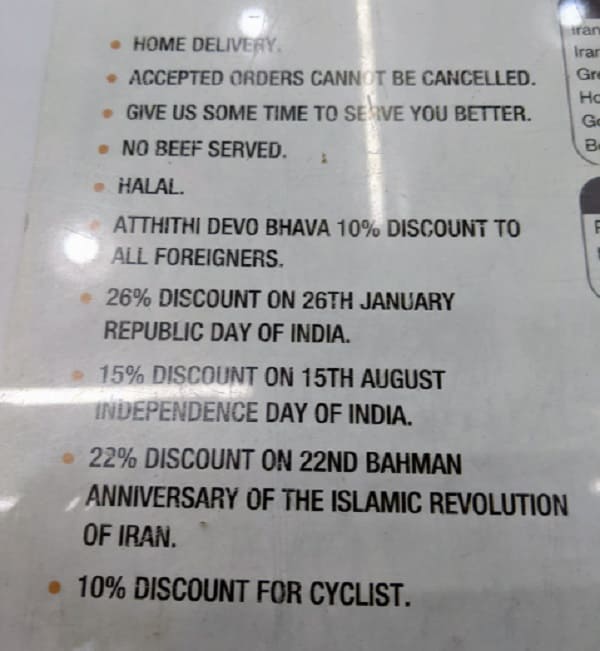 • HOME DELIVERY.
• ACCEPTED ORDERS CANNOT BE CANCELLED.
• GIVE US SOME TIME TO SERVE YOU BETTER.
• NO BEEF SERVED.
• HALAL.
• ATTHITHI DEVO BHAVA 10% DISCOUNT TO
ALL FOREIGNERS.
• 26% DISCOUNT ON 26TH JANUARY
REPUBLIC DAY OF INDIA.
• 15% DISCOUNT ON 15TH AUGUST
INDEPENDENCE DAY OF INDIA.
• 22% DISCOUNT ON 22ND BAHMAN
ANNIVERSARY OF THE ISLAMIC REVOLUTION
OF IRAN.
• 10% DISCOUNT FOR CYCLIST.